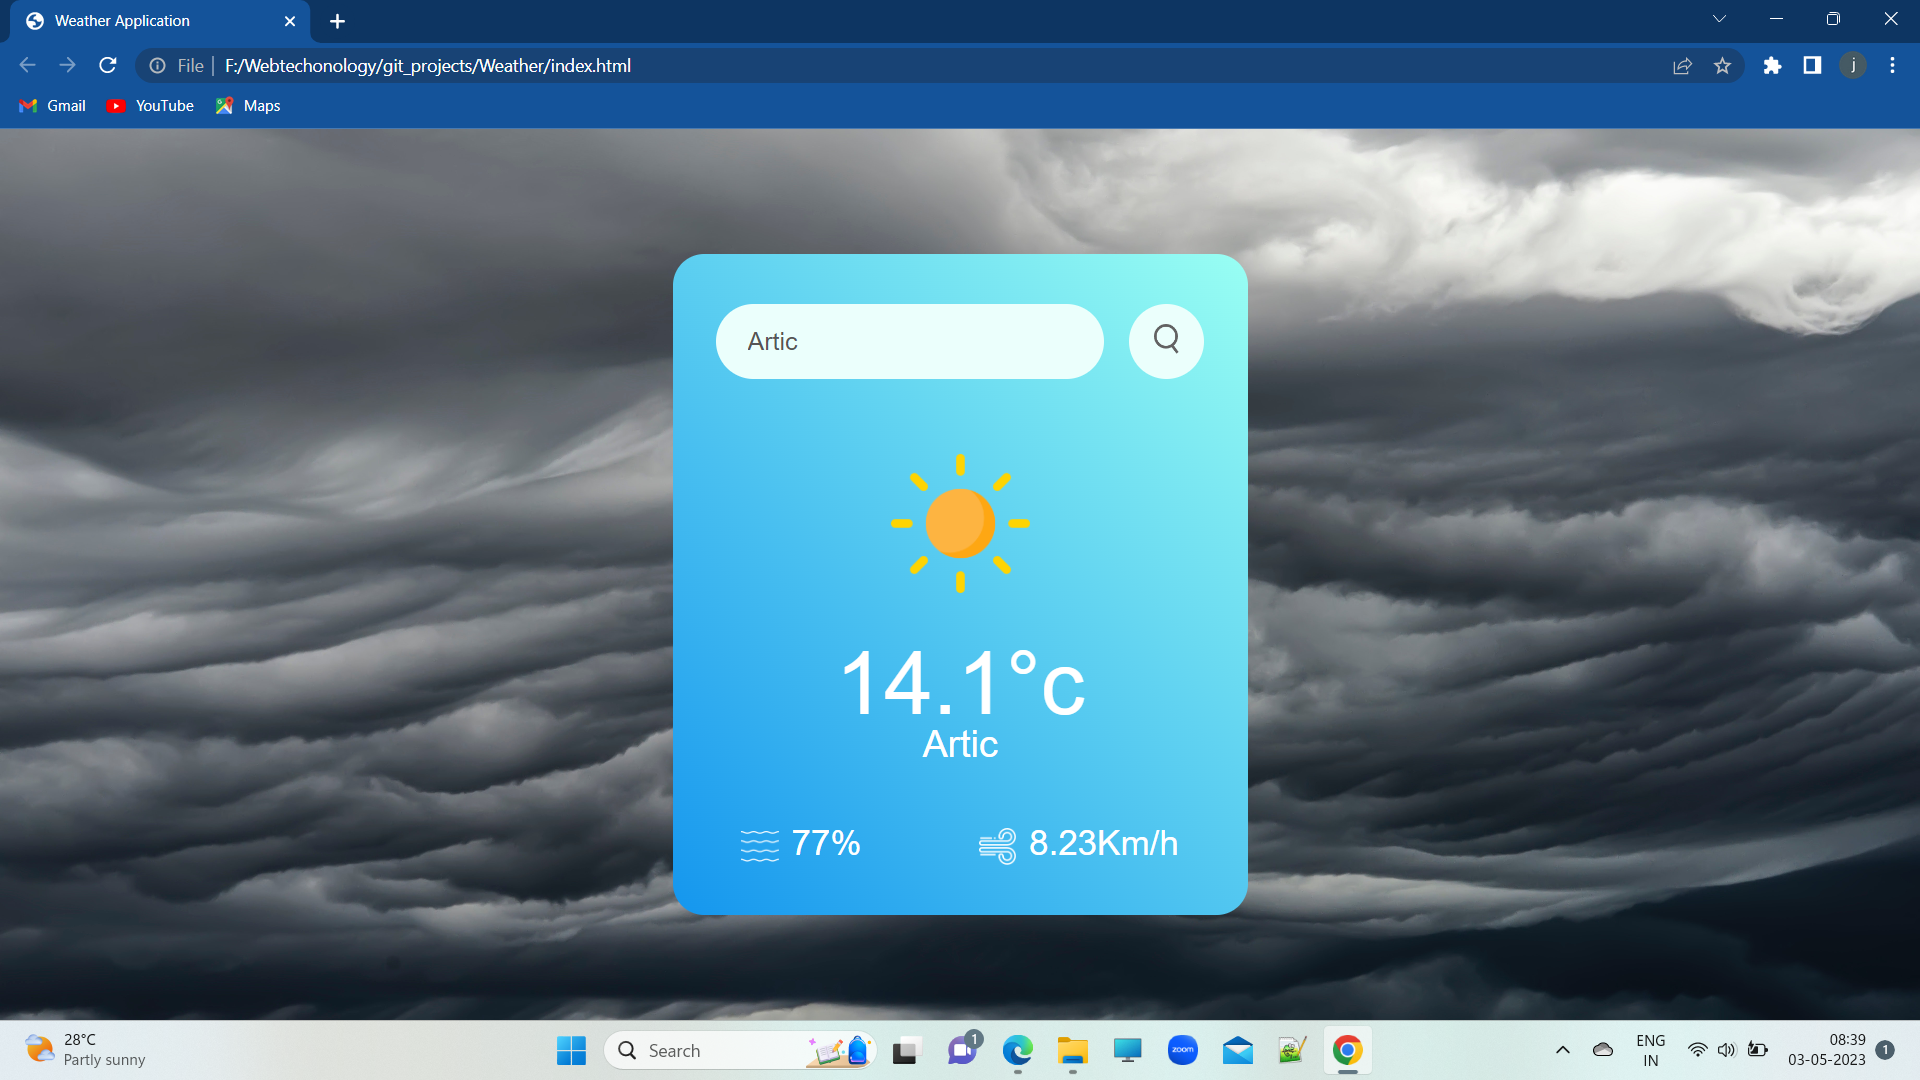 Weather Application
File
F:/Webtechonology/git_projects/Weather/index.html
j
Gmail
YouTube
Maps
Artic
14.1°c
Artic
77%
8.23Km/h
28°C
Partly sunny
Search
1
zoom
ENG
IN
08:39
03-05-2023
1